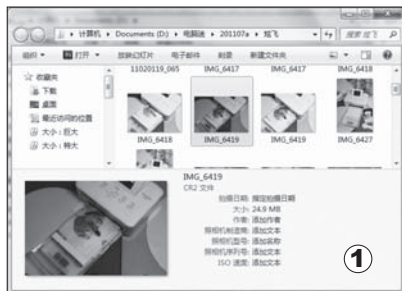 计算机 ▸ Documents (D:) ▸ 电脑迷 ▸ 201107a ▸ 炫飞
搜索 炫飞
组织 打开 放映幻灯片 电子邮件 刻录 新建文件夹
收藏夹
下载
桌面
最近访问的位置
大小：巨大
大小：特大
11020119_065 IMG_6417 IMG_6417 IMG_6418
IMG_6418 IMG_6419 IMG_6419 IMG_6427
IMG_6419
CR2 文件
拍摄日期: 指定拍摄日期
大小: 24.9 MB
作者: 添加作者
照相机制造商: 添加文本
照相机型号: 添加名称
照相机序列号: 添加文本
ISO 速度: 添加文本
1